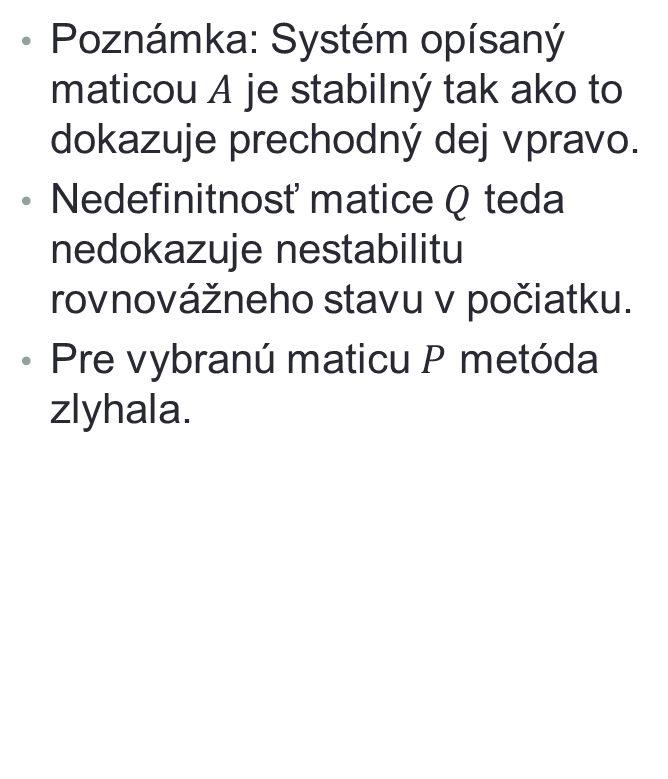 • Poznámka: Systém opísaný
maticou A je stabilný tak ako to
dokazuje prechodný dej vpravo.
• Nedefinitnosť matice Q teda
nedokazuje nestabilitu
rovnovážneho stavu v počiatku.
• Pre vybranú maticu P metóda
zlyhala.